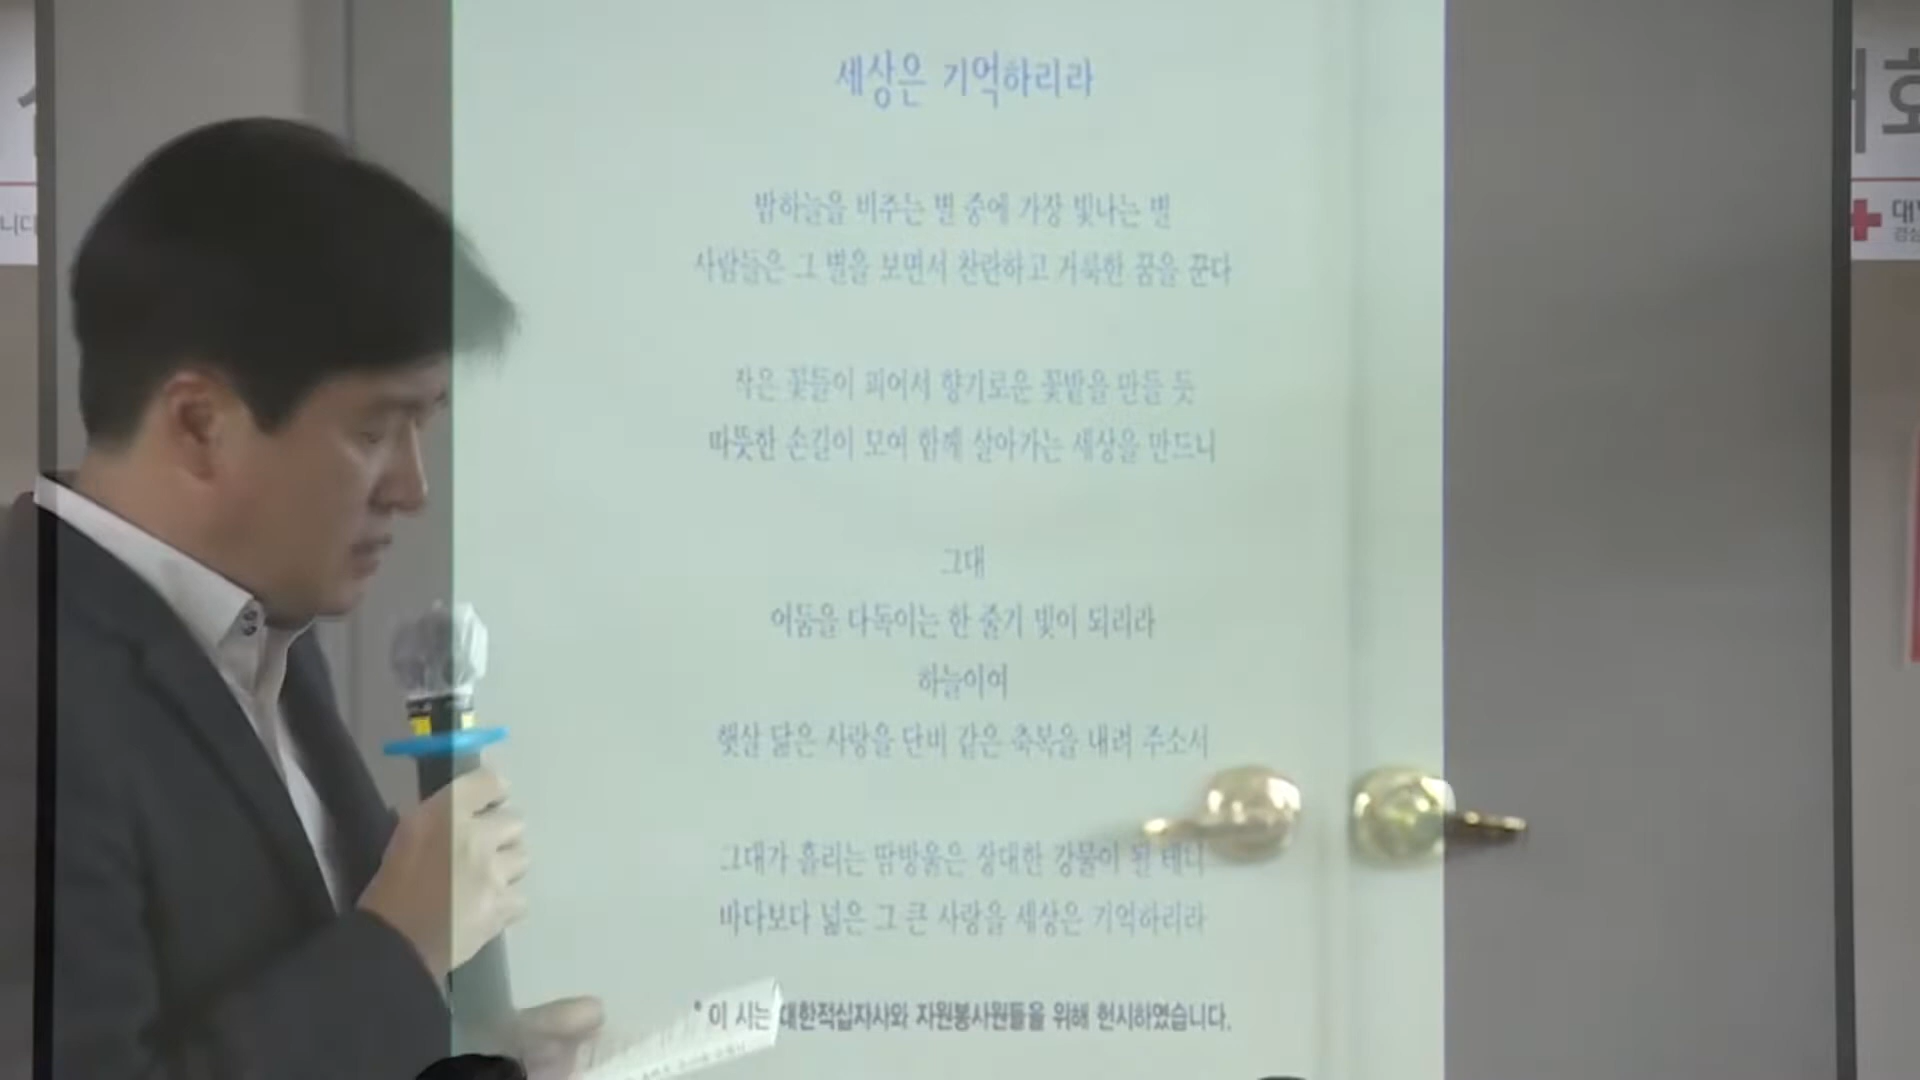 세상은 기억하리라
밤하늘을 비추는 별 중에 가장 빛나는 별
사람들은 그 별을 보면서 찬란하고 거룩한 꿈을 꾼다
작은 꽃들이 피어서 향기로운 꽃밭을 만들 듯
따뜻한 손길이 모여 함께 살아가는 세상을 만드니
그대
어둠을 다독이는 한 줄기 빛이 되리라
하늘이여
햇살 닮은 사랑을 단비 같은 축복을 내려 주소서
그대가 흘리는 땀방울은 장대한 강물이 될 테니
바다보다 넓은 그 큰 사랑을 세상은 기억하리라
* 이 시는 대한적십자사와 자원봉사원들을 위해 헌시하였습니다.
니다